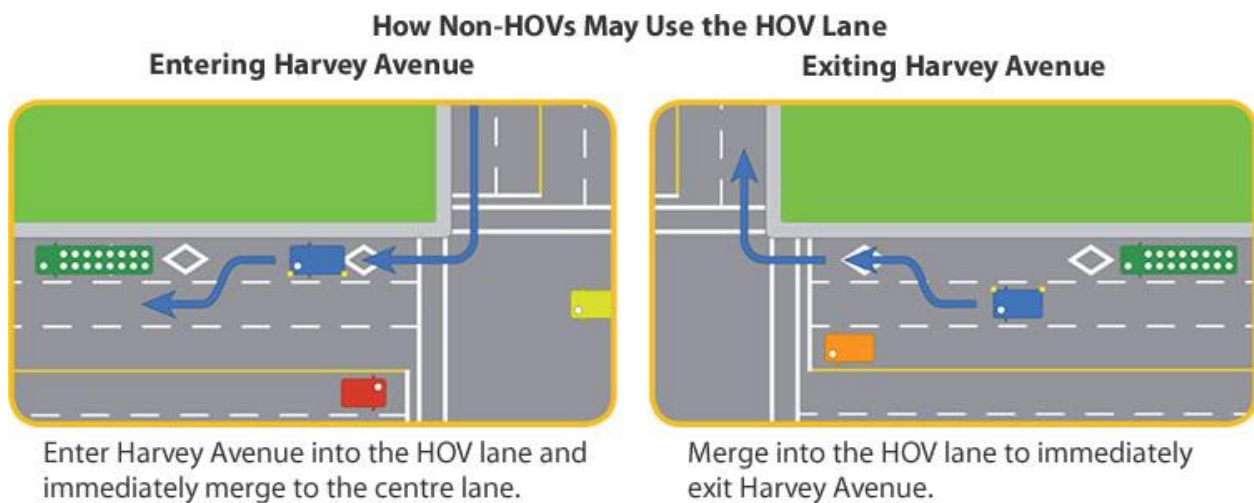 How Non-HOVs May Use the HOV Lane
Entering Harvey Avenue
Exiting Harvey Avenue
Enter Harvey Avenue into the HOV lane and
immediately merge to the centre lane.
Merge into the HOV lane to immediately
exit Harvey Avenue.